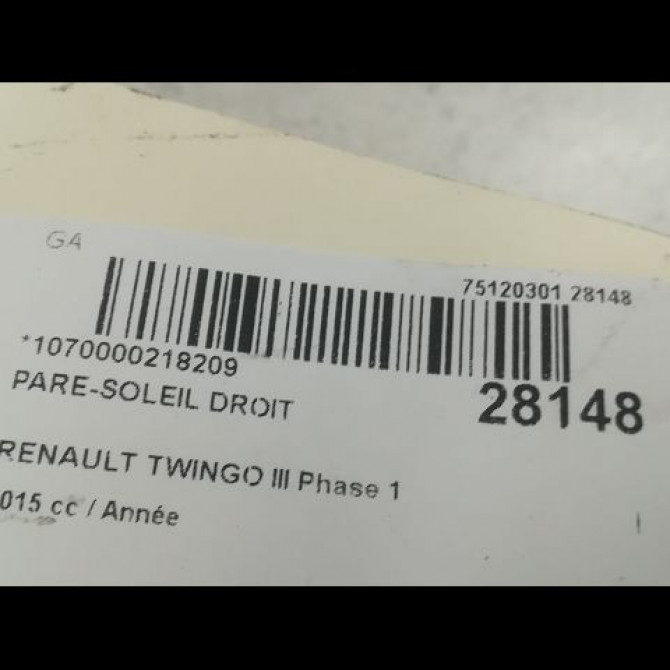 GA
75120301 28148
*1070000218209
28148
PARE-SOLEIL DROIT
RENAULT TWINGO III Phase 1
015 cc / Année